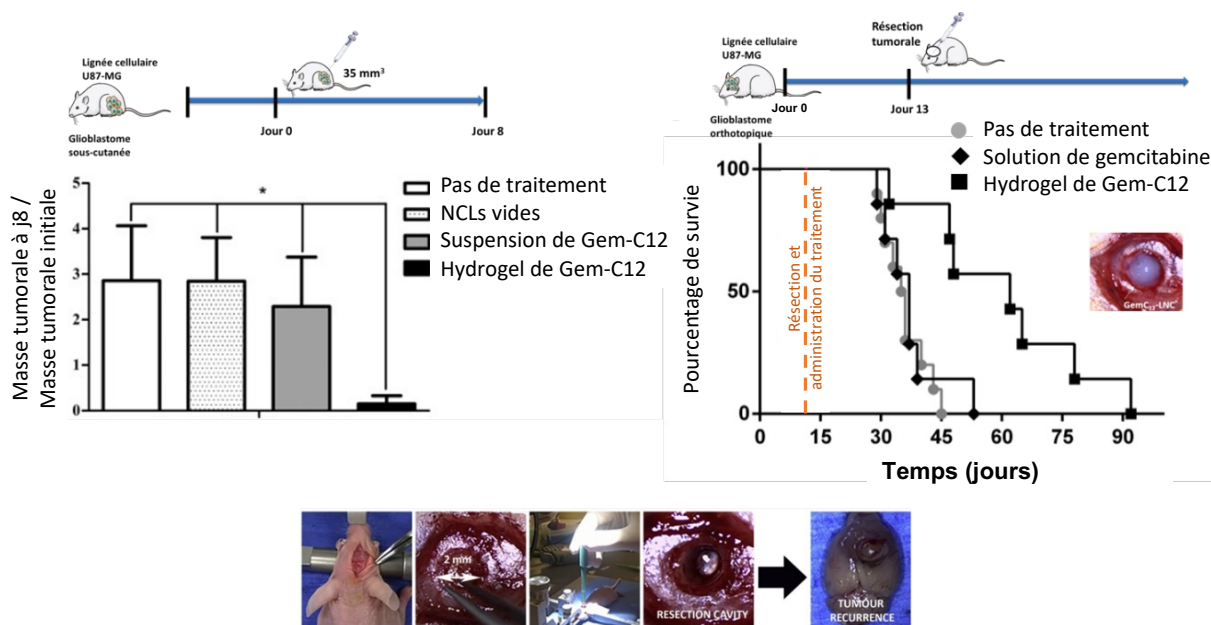 Lignée cellulaire
U87-MG
35 mm³
Glioblastome
sous-cutanée
Jour 0
Jour 8
Masse tumorale à j8 /
Masse tumorale initiale
5
4
3
2
1
0
*
Pas de traitement
NCLs vides
Suspension de Gem-C12
Hydrogel de Gem-C12
Résection
tumorale
Lignée cellulaire
U87-MG
Jour 0
Jour 13
Glioblastome
orthotopique
Pas de traitement
Solution de gemcitabine
Hydrogel de Gem-C12
Pourcentage de survie
100
50
0
Résection et
administration du traitement
GemC₁₂-LNC
0 15 30 45 60 75 90
Temps (jours)
2 mm
RESECTION CAVITY
TUMOUR
RECURRENCE